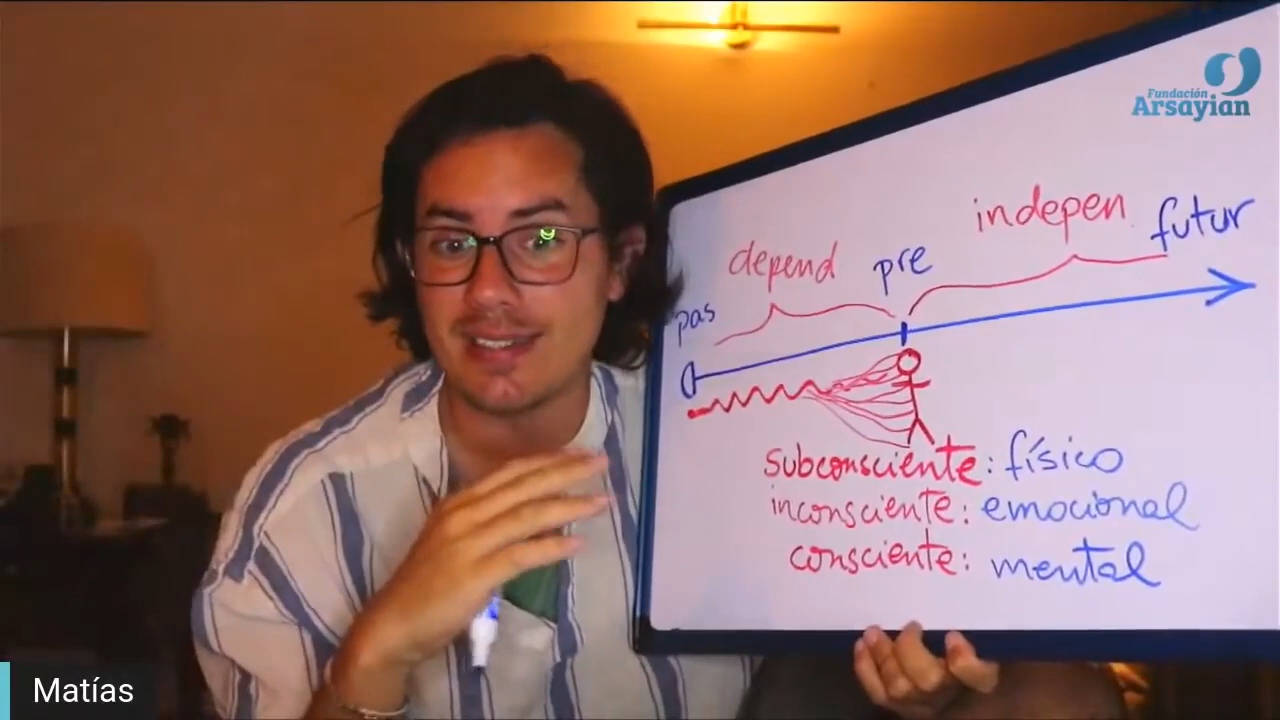 Fundación
Arsayian
indepen
futur
depend
pre
pas
subconsciente: físico
inconsciente: emocional
consciente: mental
Matías